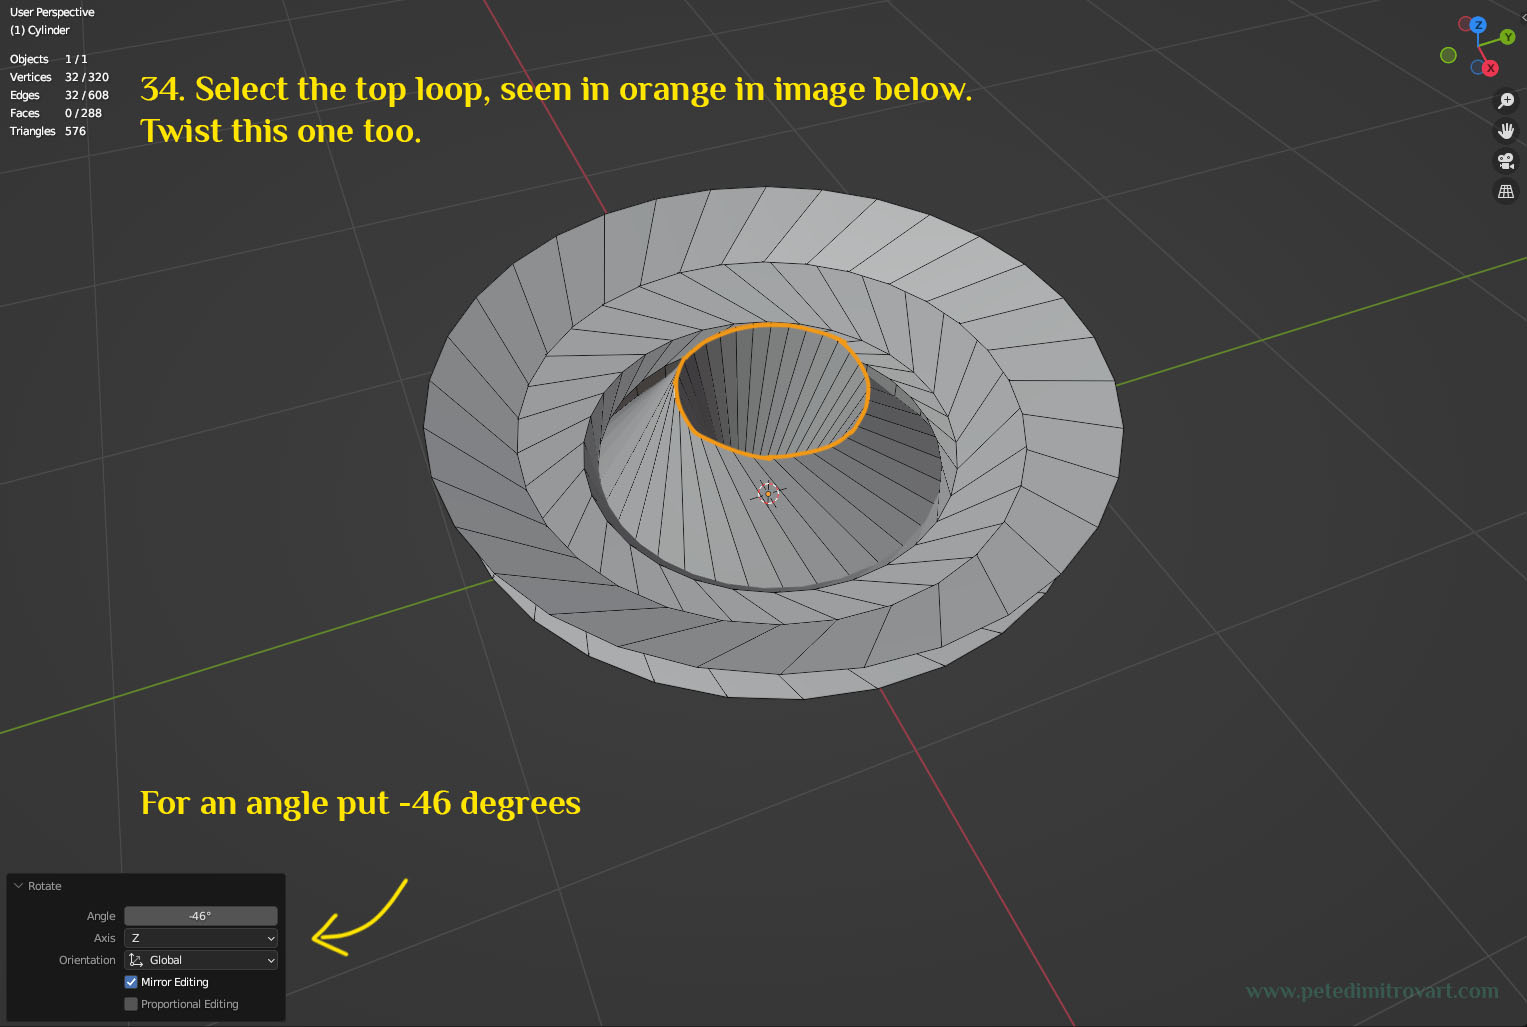 User Perspective
(1) Cylinder
Objects 1 / 1
Vertices 32 / 320
Edges 32 / 608
Faces 0 / 288
Triangles 576
34. Select the top loop, seen in orange in image below.
Twist this one too.
Z
Y
X
For an angle put -46 degrees
Rotate
Angle -46°
Axis Z
Orientation Global
Mirror Editing
Proportional Editing
www.petedimitrovart.com